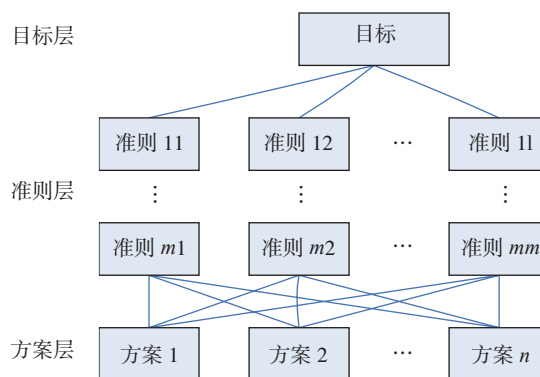 目标层 目标
准则 11 准则 12 … 准则 1l
准则层 ⋮ ⋮ ⋮
准则 m1 准则 m2 … 准则 mm
方案层 方案 1 方案 2 … 方案 n